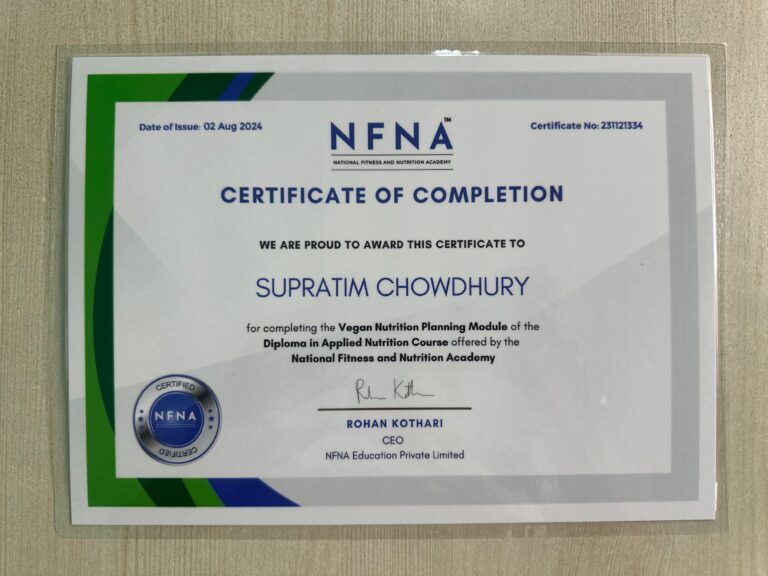 Date of Issue: 02 Aug 2024
Certificate No: 231121334
NFNA™
NATIONAL FITNESS AND NUTRITION ACADEMY
CERTIFICATE OF COMPLETION
WE ARE PROUD TO AWARD THIS CERTIFICATE TO
SUPRATIM CHOWDHURY
for completing the Vegan Nutrition Planning Module of the
Diploma in Applied Nutrition Course offered by the
National Fitness and Nutrition Academy
ROHAN KOTHARI
CEO
NFNA Education Private Limited
CERTIFIED
NFNA
CERTIFIED